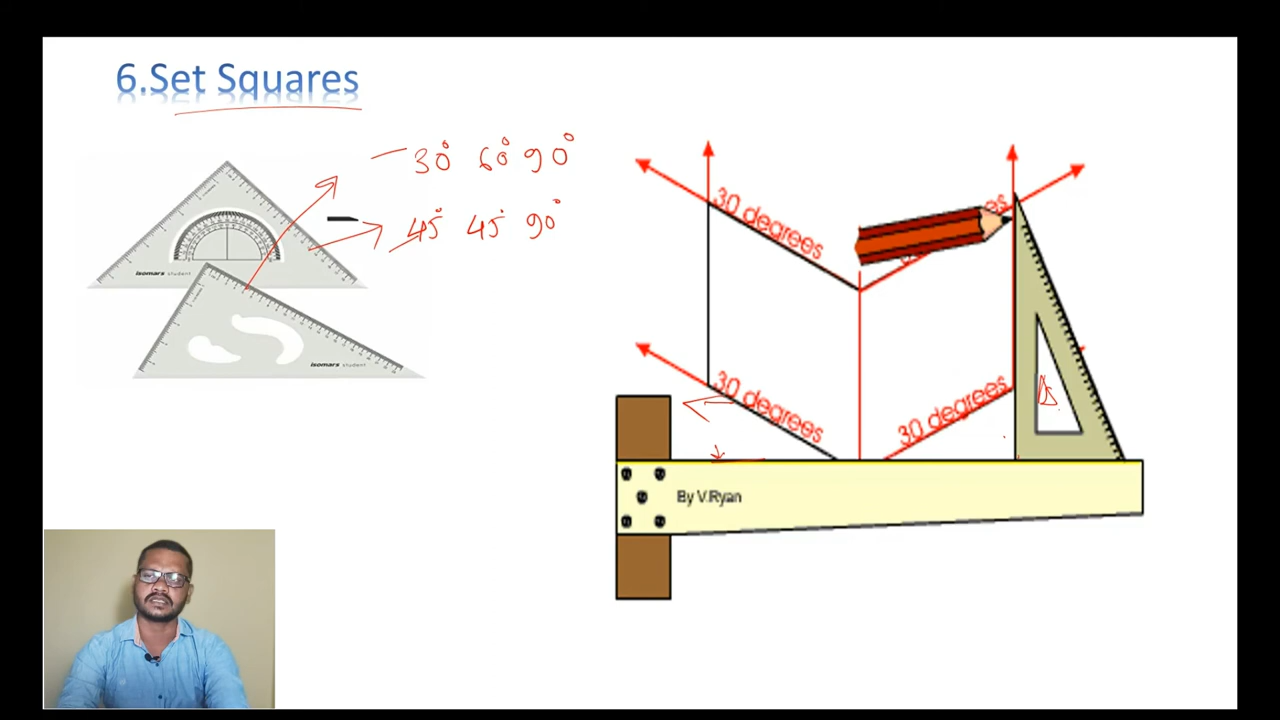 6.Set Squares
30° 60° 90°
45° 45° 90°
isomars student
isomars student
30 degrees
30 degrees
30 degrees
By V.Ryan